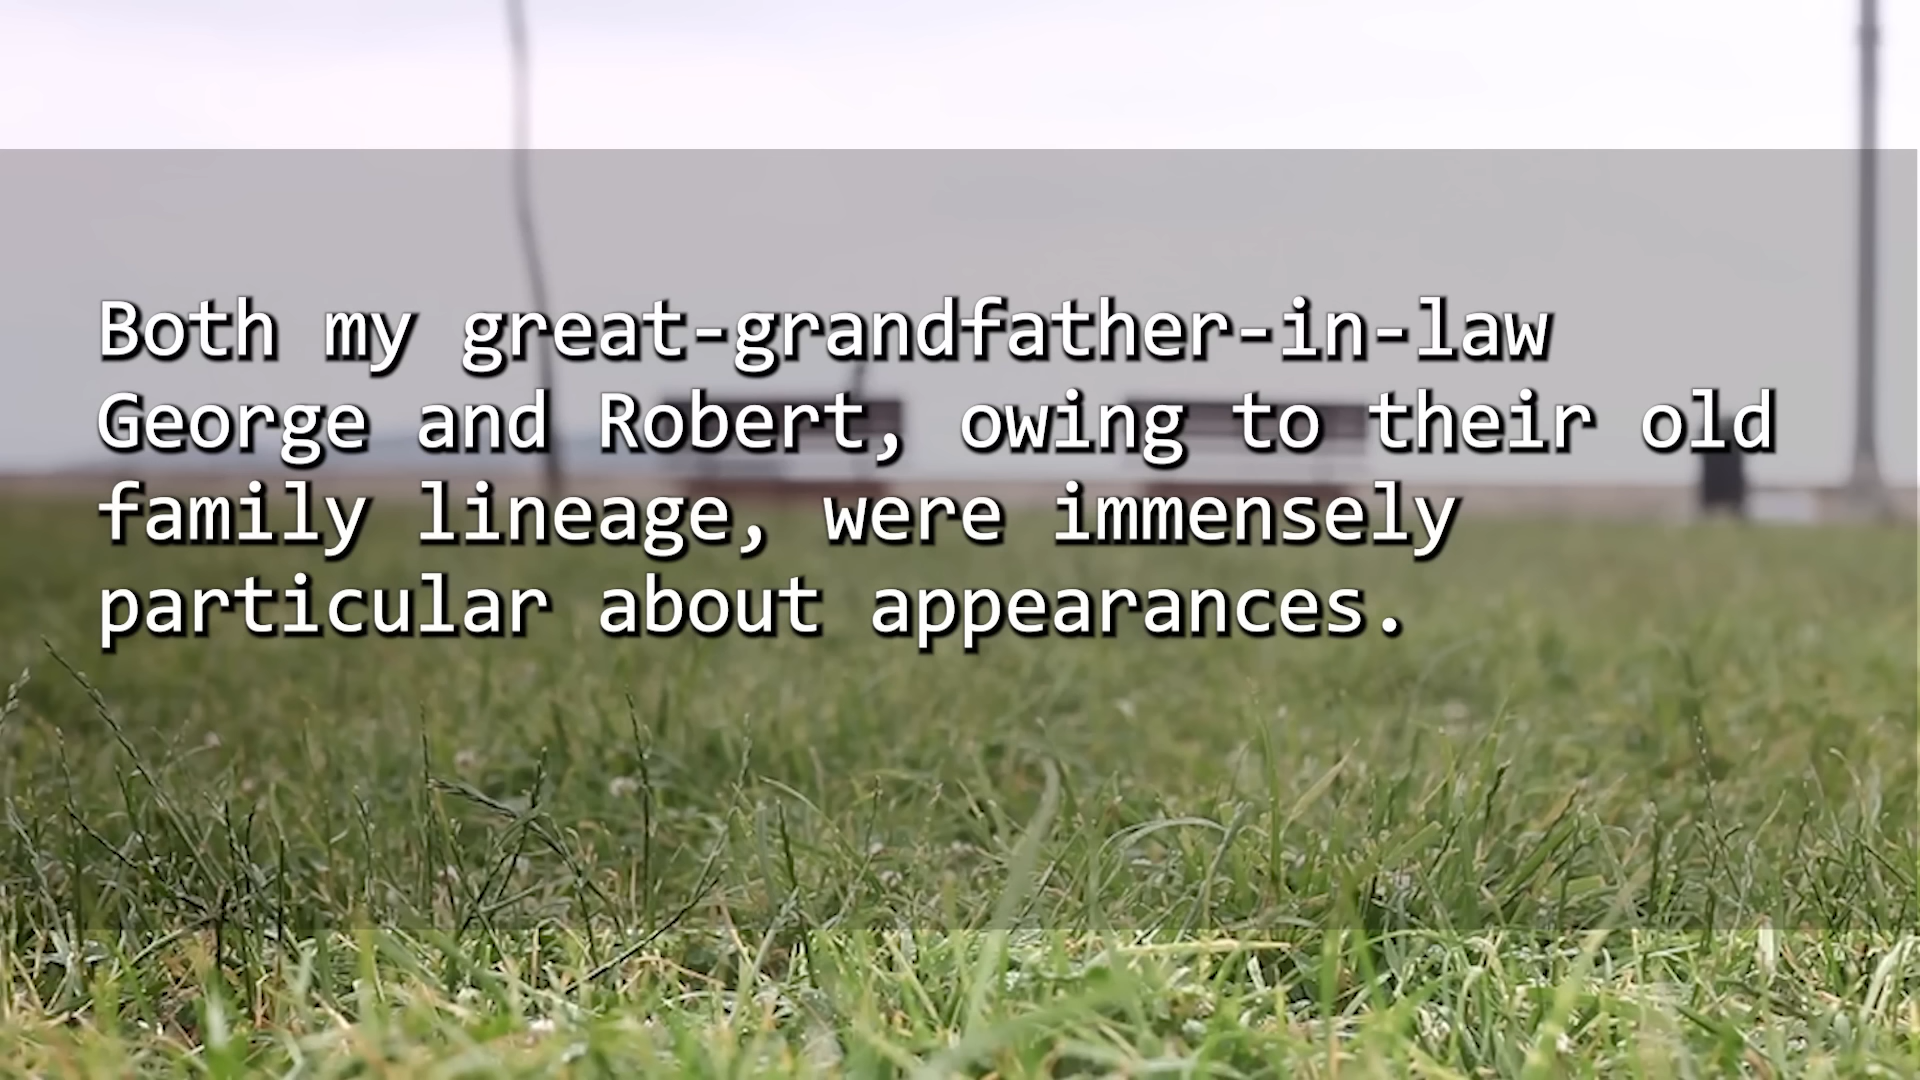 Both my great-grandfather-in-law
George and Robert, owing to their old
family lineage, were immensely
particular about appearances.